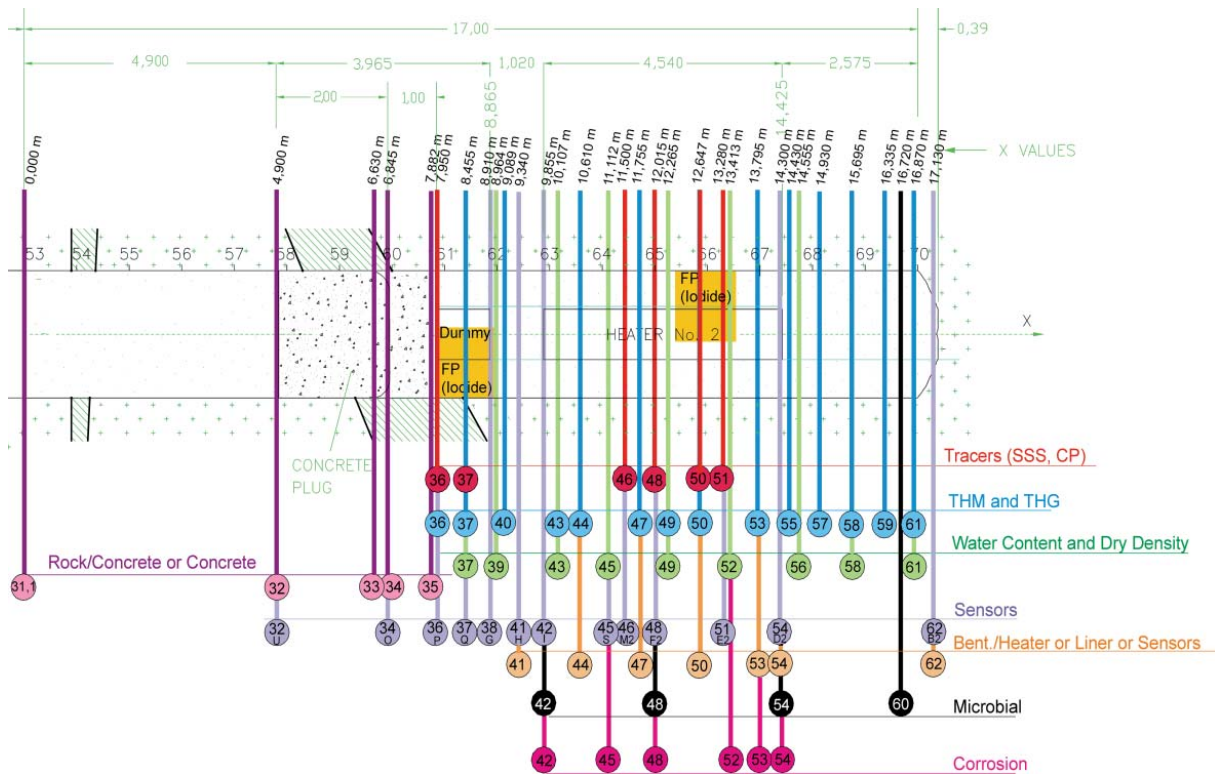 17,00
0,39
4,900
3,965
1,020
4,540
2,575
2,00
1,00
8,865
14,425
X VALUES
0,000 m
4,900 m
6,630 m
6,845 m
7,882 m
7,950 m
8,455 m
8,910 m
8,964 m
9,089 m
9,340 m
9,855 m
10,107 m
10,610 m
11,112 m
11,500 m
11,755 m
12,015 m
12,265 m
12,647 m
13,280 m
13,413 m
13,795 m
14,300 m
14,430 m
14,555 m
14,930 m
15,695 m
16,335 m
16,720 m
16,870 m
17,130 m
53 54 55 56 57 58 59 60 61 62 63 64 65 66 67 68 69 70
FP
(Iodide)
Dummy
HEATER No. 2
X
FP
(Iodide)
CONCRETE
PLUG
Tracers (SSS, CP)
36 37 46 48 50 51
THM and THG
36 37 40 43 44 47 49 50 53 55 57 58 59 61
Water Content and Dry Density
37 39 43 45 49 52 56 58 61
Rock/Concrete or Concrete
31,1 32 33 34 35
Sensors
32 34 36 37 38 41 42 45 46 48 51 54 62
U O P H S M2 E2 D2
Bent./Heater or Liner or Sensors
41 44 47 50 53 54 62
Microbial
42 48 54 60
Corrosion
42 45 48 52 53 54